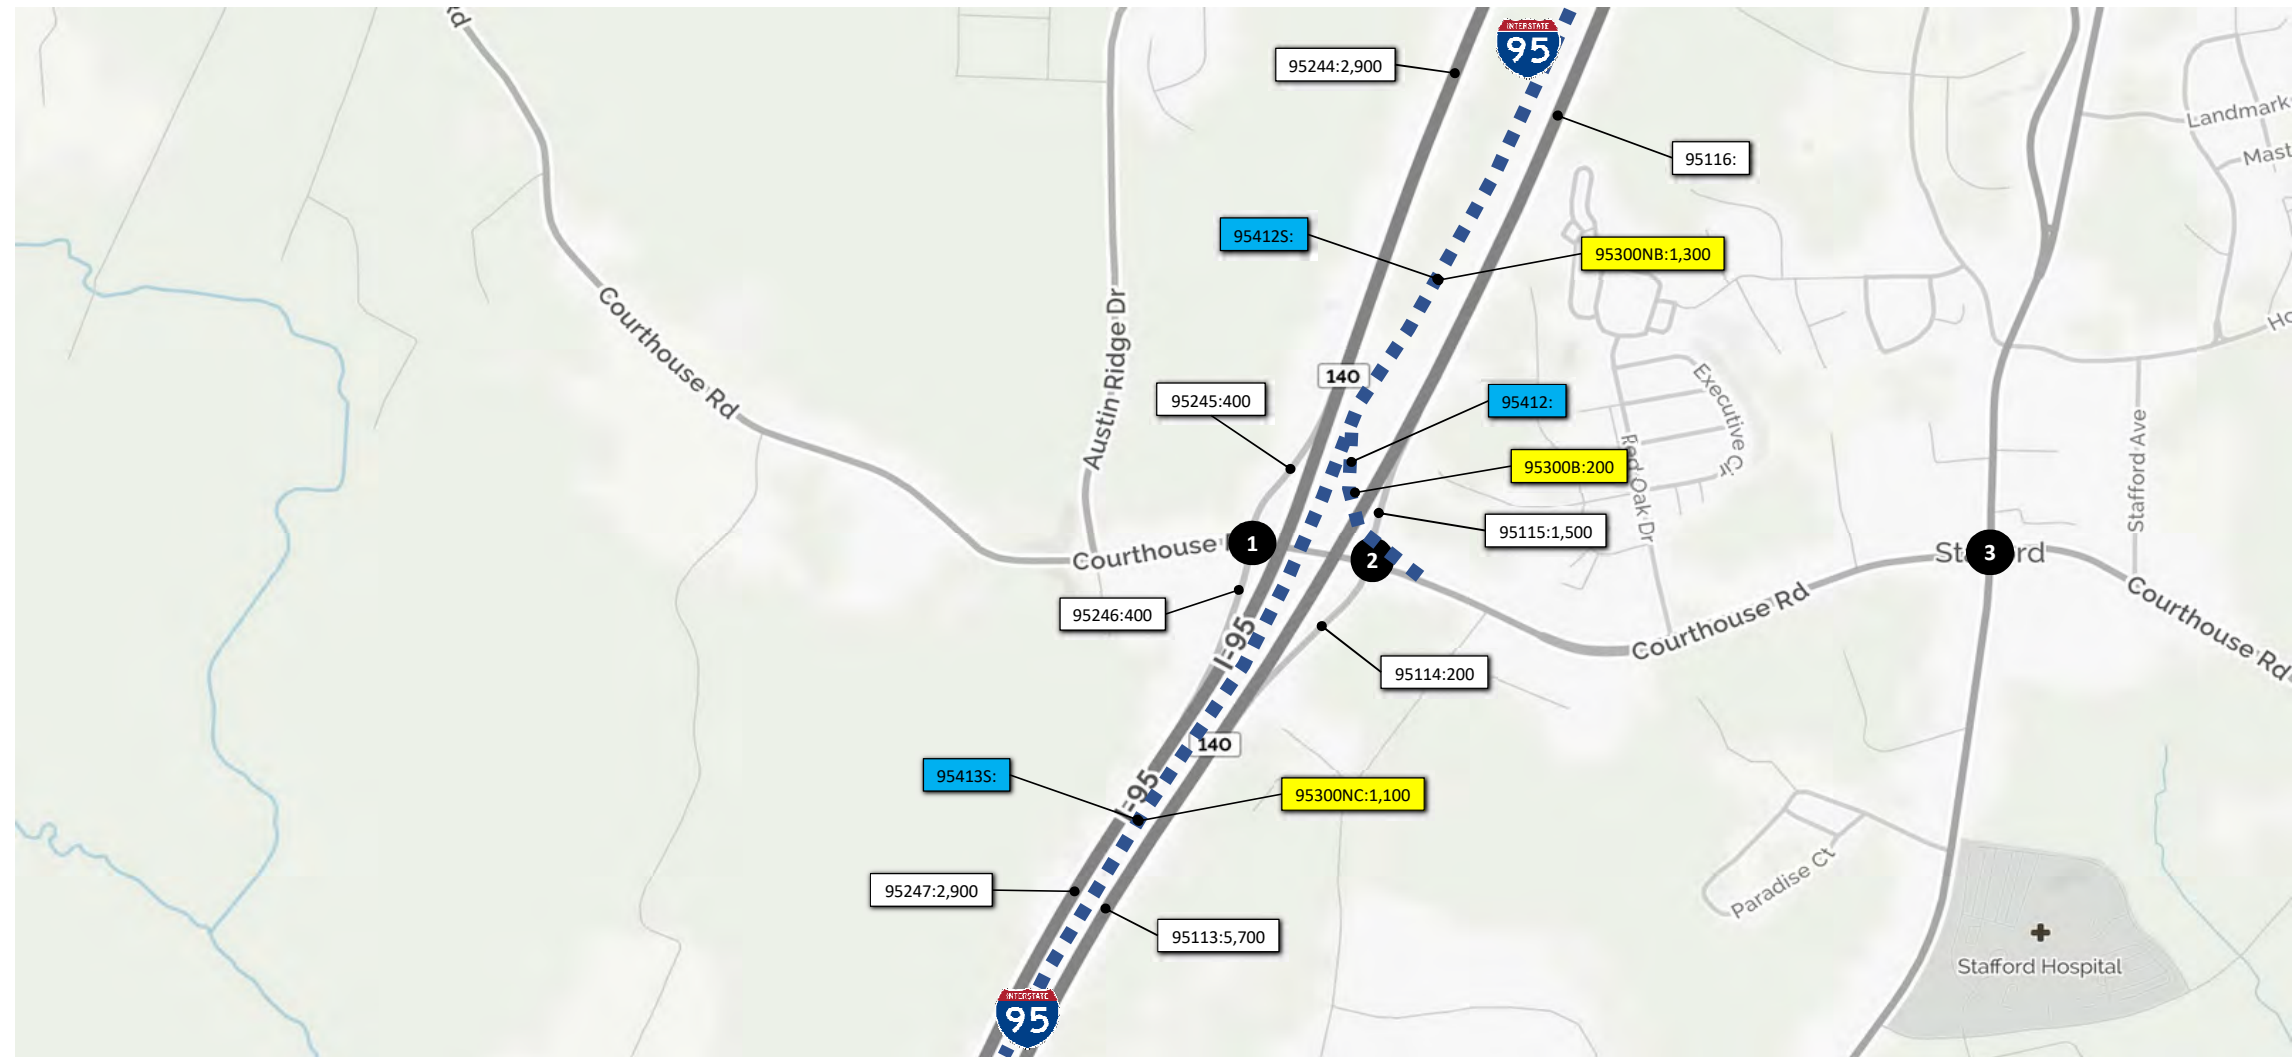 Rd
INTERSTATE
95
95244:2,900
95116:
Landmark
Mast
95412S:
95300NB:1,300
Courthouse Rd
Austin Ridge Dr
140
95245:400
95412:
Executive Cir
Red Oak Dr
Stafford Ave
95300B:200
95115:1,500
Courthouse
1
2
3
95246:400
I-95
95114:200
Courthouse Rd
Courthouse Rd
140
95413S:
I-95
95300NC:1,100
Paradise Ct
95247:2,900
95113:5,700
Stafford Hospital
INTERSTATE
95